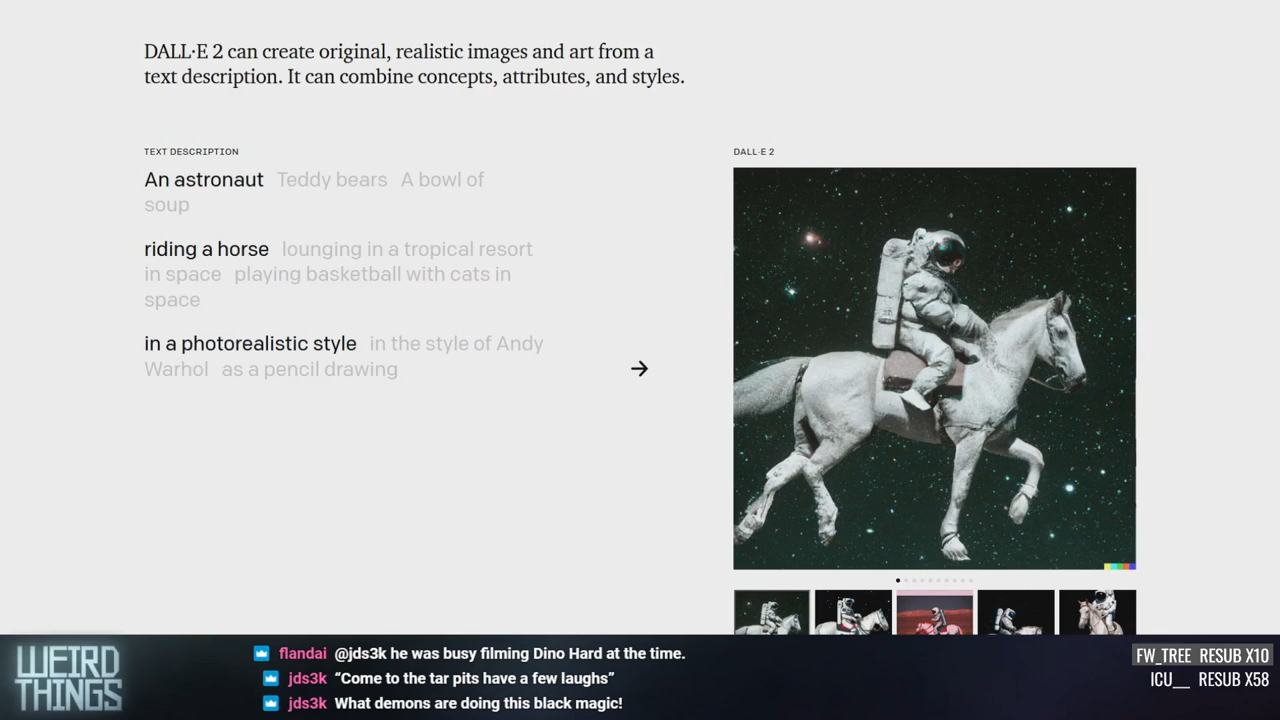 DALL·E 2 can create original, realistic images and art from a
text description. It can combine concepts, attributes, and styles.
TEXT DESCRIPTION
An astronaut Teddy bears A bowl of
soup
riding a horse lounging in a tropical resort
in space playing basketball with cats in
space
in a photorealistic style in the style of Andy
Warhol as a pencil drawing
→
DALL·E 2
WEIRD
THINGS
flandai @jds3k he was busy filming Dino Hard at the time.
jds3k “Come to the tar pits have a few laughs”
jds3k What demons are doing this black magic!
FW_TREE RESUB X10
ICU__ RESUB X58